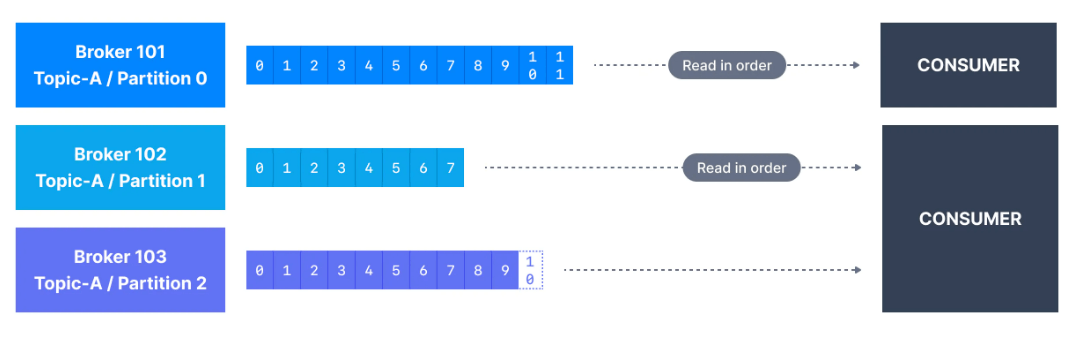 Broker 101
Topic-A / Partition 0
0 1 2 3 4 5 6 7 8 9 10 11
Read in order
CONSUMER
Broker 102
Topic-A / Partition 1
0 1 2 3 4 5 6 7
Read in order
CONSUMER
Broker 103
Topic-A / Partition 2
0 1 2 3 4 5 6 7 8 9 10